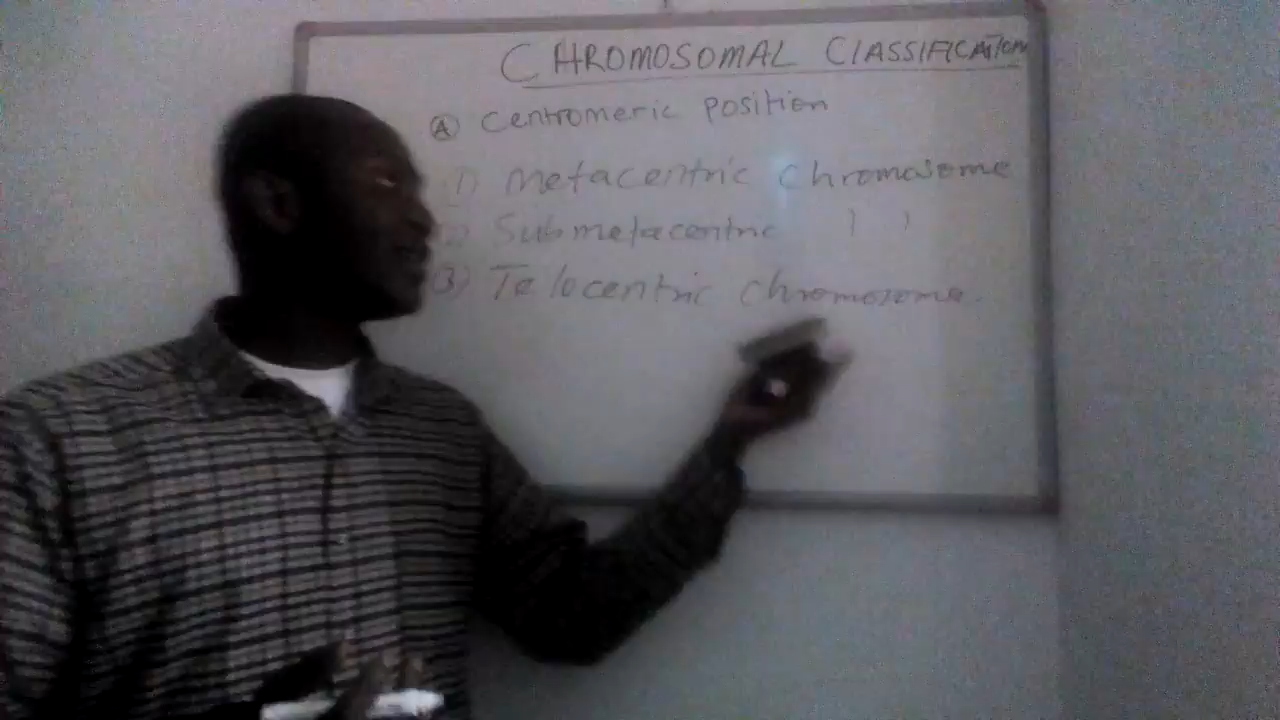 CHROMOSOMAL CLASSIFICATION
Ⓐ Centromeric position
1) Metacentric chromosome
2) Submetacentric ) )
3) Telocentric chromosome.